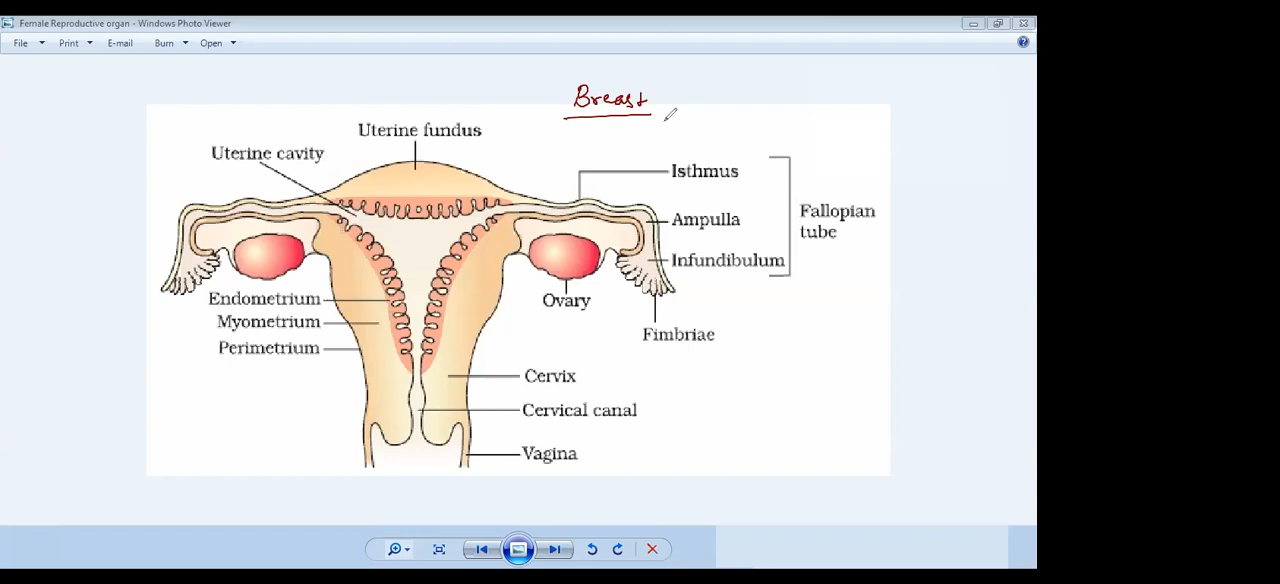 Female Reproductive organ - Windows Photo Viewer
File Print E-mail Burn Open
Breast
Uterine fundus
Uterine cavity
Isthmus
Ampulla
Fallopian
tube
Infundibulum
Endometrium
Ovary
Myometrium
Fimbriae
Perimetrium
Cervix
Cervical canal
Vagina